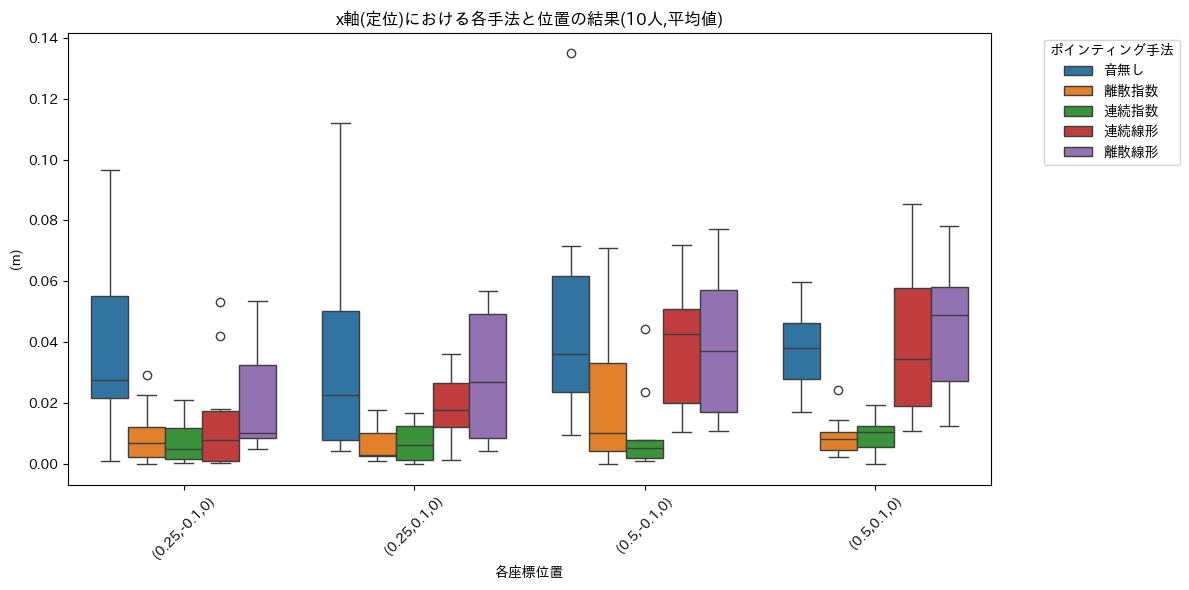 x軸(定位)における各手法と位置の結果(10人,平均値)
0.14
0.12
0.10
0.08
0.06
0.04
0.02
0.00
(m)
(0.25,-0.1,0)
(0.25,0.1,0)
(0.5,-0.1,0)
(0.5,0.1,0)
各座標位置
ポインティング手法
音無し
離散指数
連続指数
連続線形
離散線形